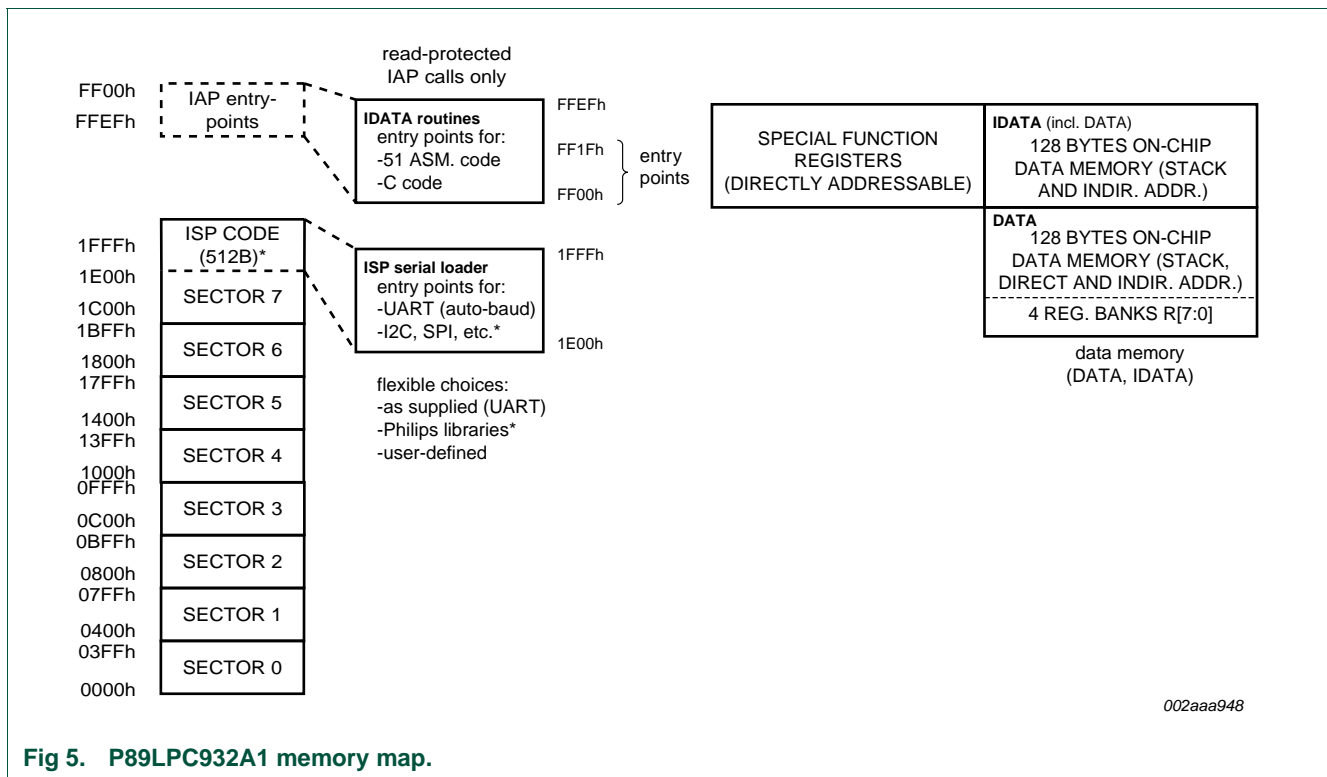 read-protected
IAP calls only
FF00h
FFEFh
IAP entry-
points
IDATA routines
entry points for:
-51 ASM. code
-C code
FFEFh
FF1Fh
FF00h
entry
points
SPECIAL FUNCTION
REGISTERS
(DIRECTLY ADDRESSABLE)
IDATA (incl. DATA)
128 BYTES ON-CHIP
DATA MEMORY (STACK
AND INDIR. ADDR.)
DATA
128 BYTES ON-CHIP
DATA MEMORY (STACK,
DIRECT AND INDIR. ADDR.)
4 REG. BANKS R[7:0]
data memory
(DATA, IDATA)
1FFFh
ISP CODE
(512B)*
1E00h
SECTOR 7
1C00h
1BFFh
SECTOR 6
1800h
17FFh
SECTOR 5
1400h
13FFh
SECTOR 4
1000h
0FFFh
SECTOR 3
0C00h
0BFFh
SECTOR 2
0800h
07FFh
SECTOR 1
0400h
03FFh
SECTOR 0
0000h
ISP serial loader
entry points for:
-UART (auto-baud)
-I2C, SPI, etc.*
1FFFh
1E00h
flexible choices:
-as supplied (UART)
-Philips libraries*
-user-defined
002aaa948
Fig 5. P89LPC932A1 memory map.